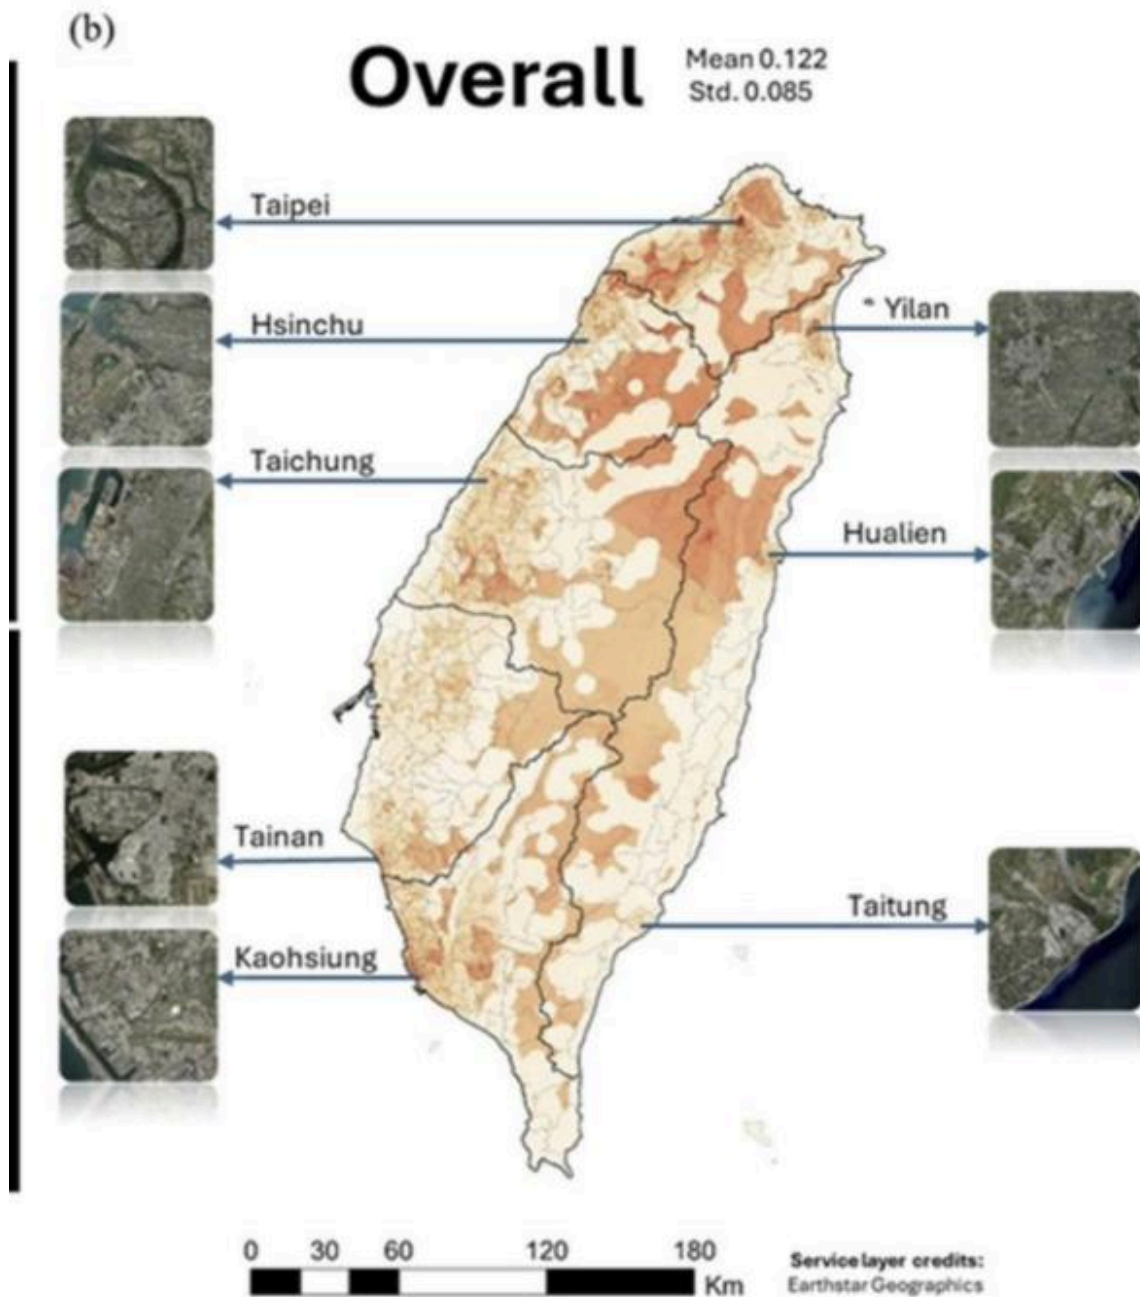 (b)
Overall
Mean 0.122
Std. 0.085
Taipei
Hsinchu
Yilan
Taichung
Hualien
Tainan
Taitung
Kaohsiung
0 30 60 120 180
Km
Service layer credits:
Earthstar Geographics